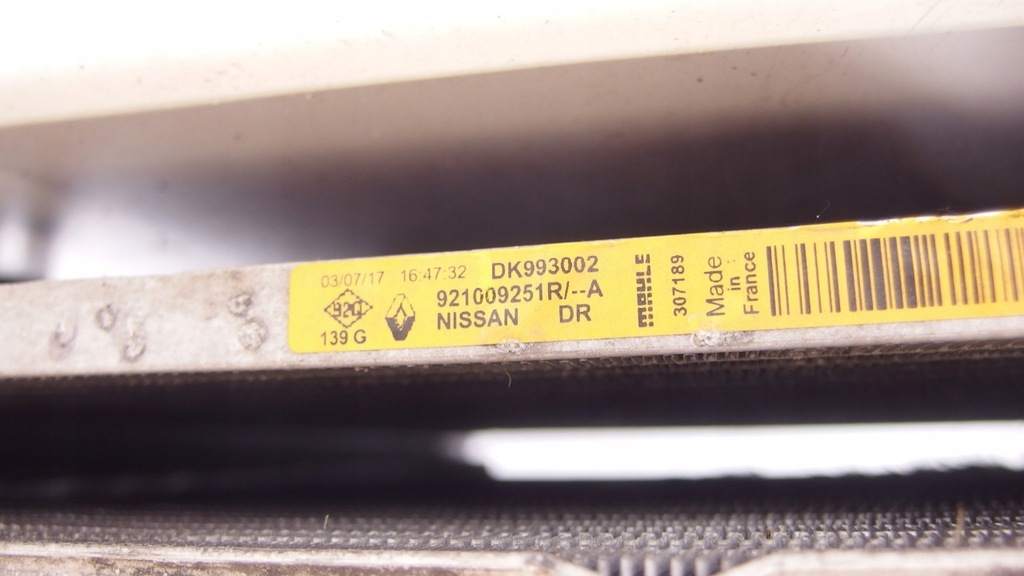 03/07/17 16:47:32 DK993002
921009251R/--A
NISSAN DR
920
139 G
MAHLE
307189
Made
in
France